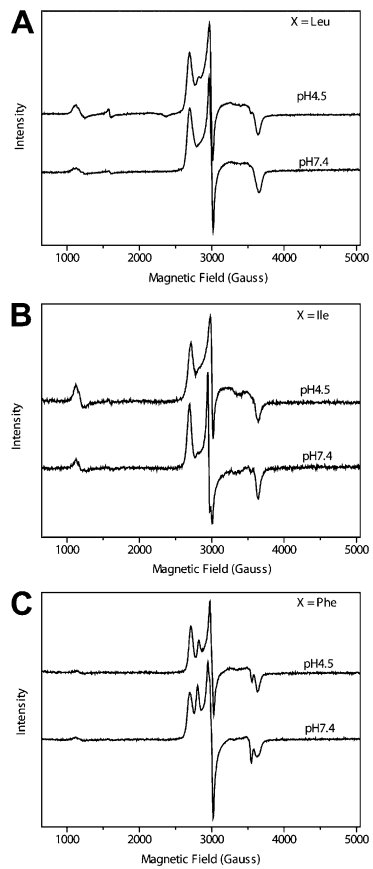 A
X = Leu
pH4.5
pH7.4
Intensity
1000 2000 3000 4000 5000
Magnetic Field (Gauss)
B
X = Ile
pH4.5
pH7.4
Intensity
1000 2000 3000 4000 5000
Magnetic Field (Gauss)
C
X = Phe
pH4.5
pH7.4
Intensity
1000 2000 3000 4000 5000
Magnetic Field (Gauss)